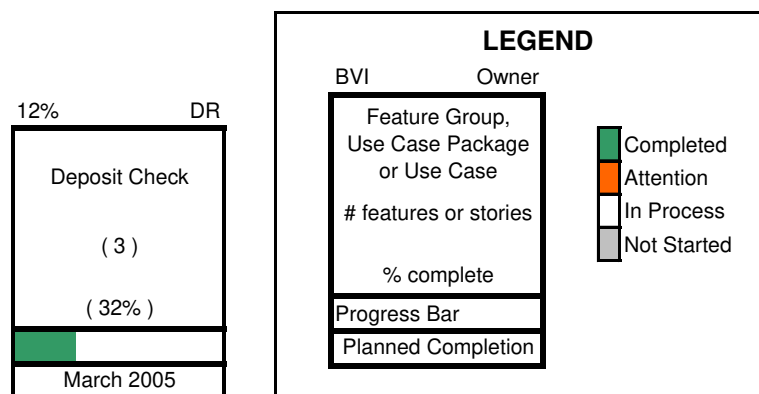 12% DR
Deposit Check
( 3 )
( 32% )
March 2005
LEGEND
BVI Owner
Feature Group,
Use Case Package
or Use Case
# features or stories
% complete
Progress Bar
Planned Completion
Completed
Attention
In Process
Not Started